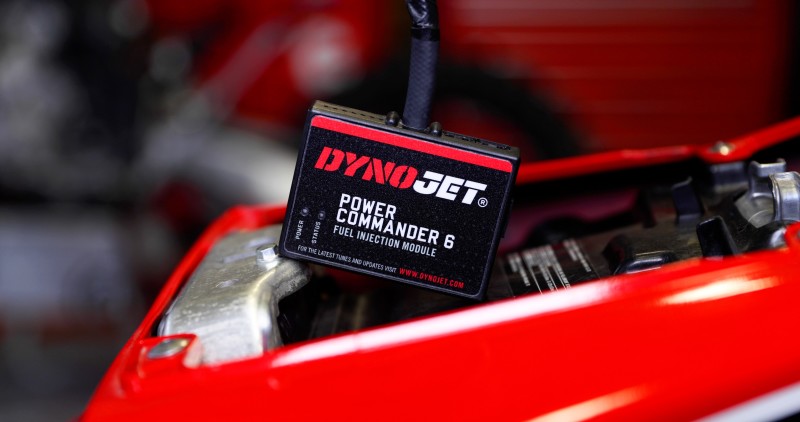 DYNOJET®
POWER
COMMANDER 6
FUEL INJECTION MODULE
POWER
STATUS
FOR THE LATEST TUNES AND UPDATES VISIT WWW.DYNOJET.COM